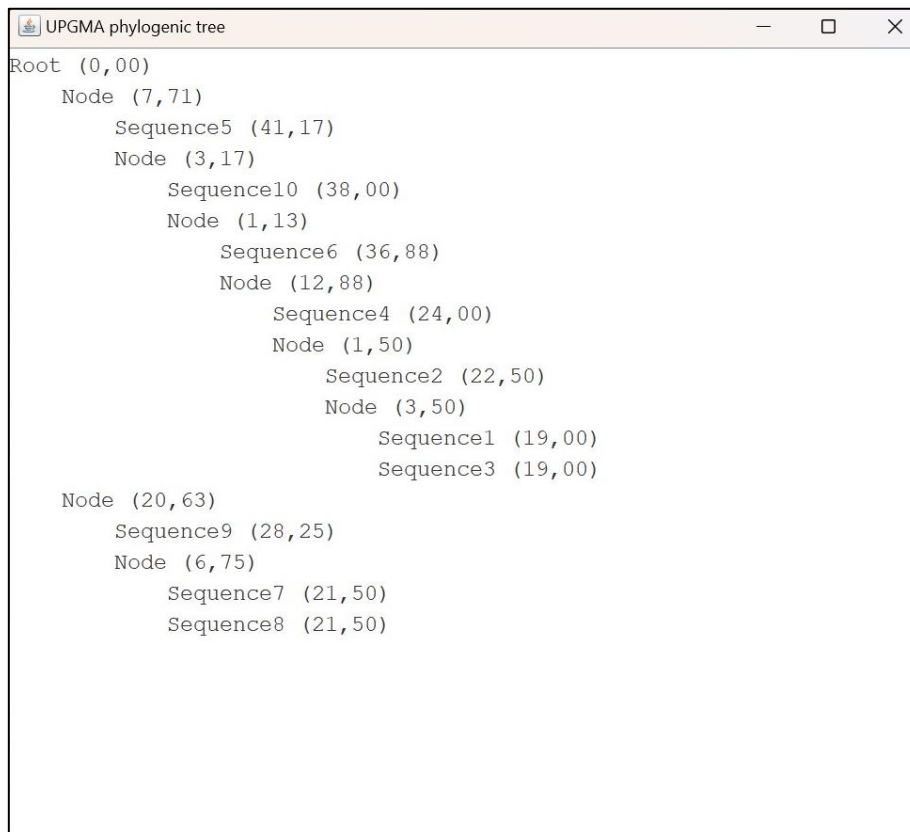 UPGMA phylogenic tree
Root (0,00)
Node (7,71)
Sequence5 (41,17)
Node (3,17)
Sequence10 (38,00)
Node (1,13)
Sequence6 (36,88)
Node (12,88)
Sequence4 (24,00)
Node (1,50)
Sequence2 (22,50)
Node (3,50)
Sequence1 (19,00)
Sequence3 (19,00)
Node (20,63)
Sequence9 (28,25)
Node (6,75)
Sequence7 (21,50)
Sequence8 (21,50)